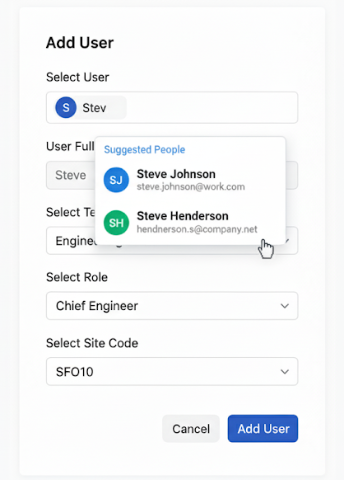 Add User
Select User
S Stev
User Full
Suggested People
Steve
SJ Steve Johnson
steve.johnson@work.com
Select Te
SH Steve Henderson
hendnerson.s@company.net
Select Role
Chief Engineer
Select Site Code
SFO10
Cancel Add User